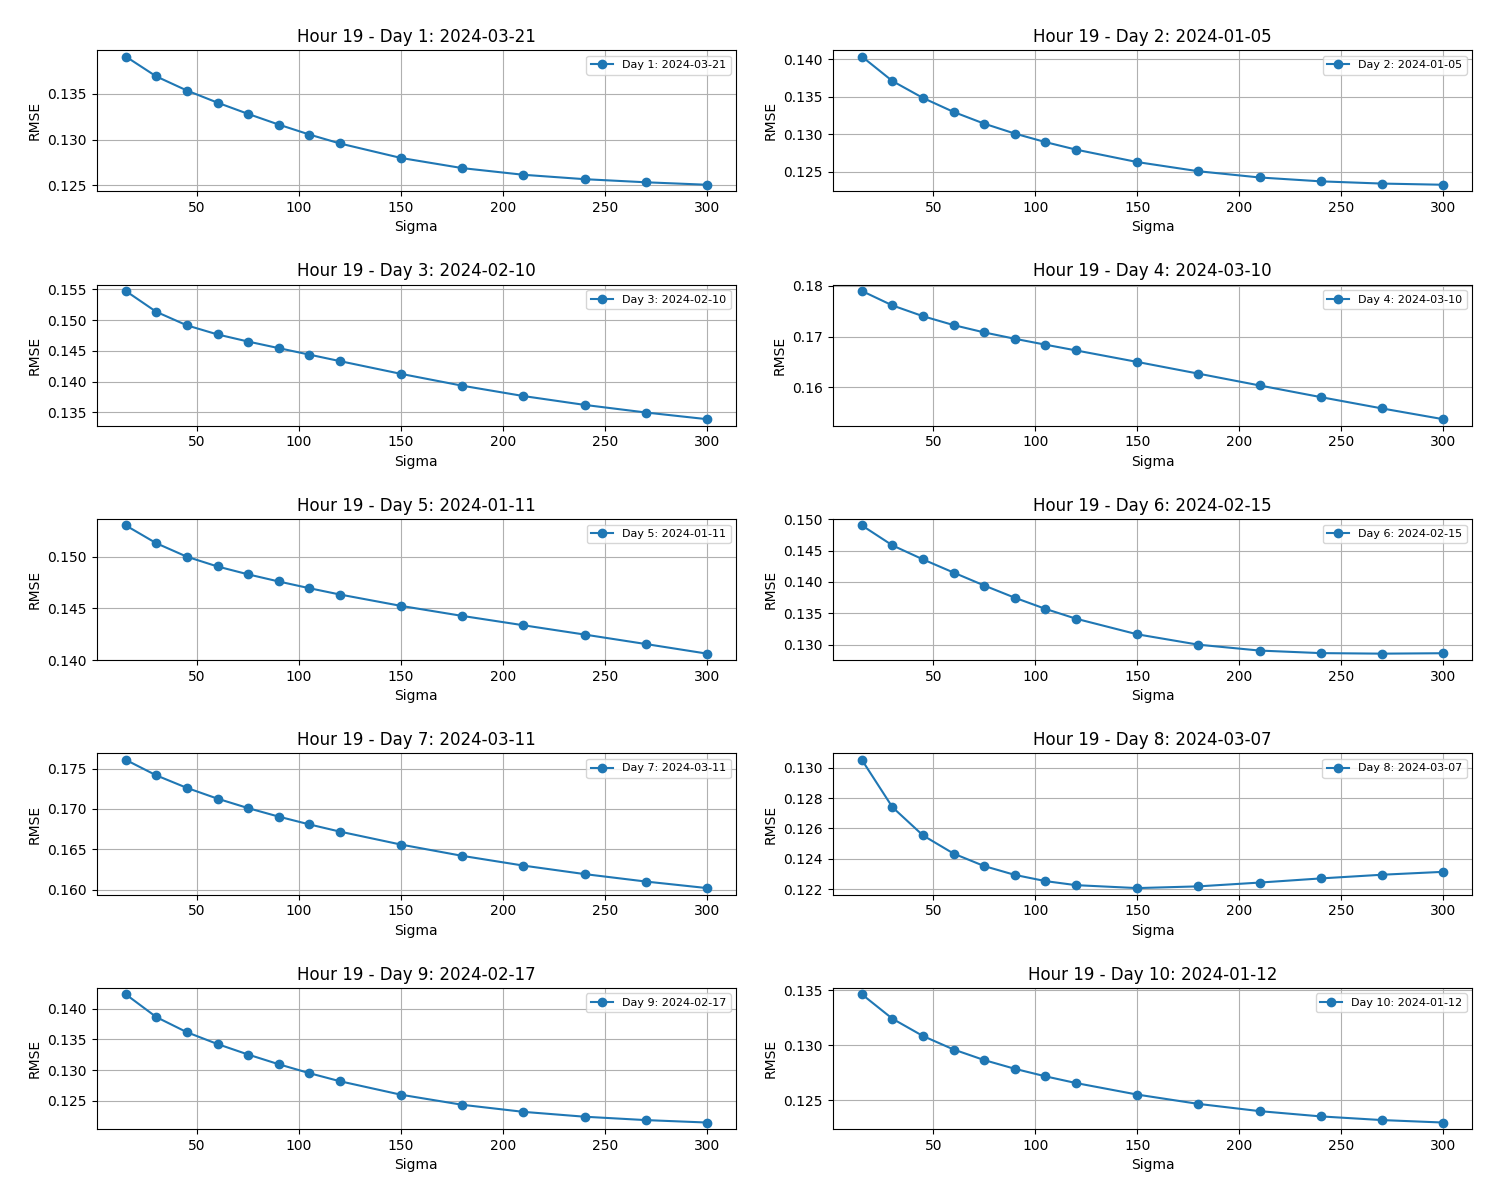 Hour 19 - Day 1: 2024-03-21
Day 1: 2024-03-21
RMSE
0.135
0.130
0.125
50 100 150 200 250 300
Sigma
Hour 19 - Day 2: 2024-01-05
Day 2: 2024-01-05
RMSE
0.140
0.135
0.130
0.125
50 100 150 200 250 300
Sigma
Hour 19 - Day 3: 2024-02-10
Day 3: 2024-02-10
RMSE
0.155
0.150
0.145
0.140
0.135
50 100 150 200 250 300
Sigma
Hour 19 - Day 4: 2024-03-10
Day 4: 2024-03-10
RMSE
0.18
0.17
0.16
50 100 150 200 250 300
Sigma
Hour 19 - Day 5: 2024-01-11
Day 5: 2024-01-11
RMSE
0.150
0.145
0.140
50 100 150 200 250 300
Sigma
Hour 19 - Day 6: 2024-02-15
Day 6: 2024-02-15
RMSE
0.150
0.145
0.140
0.135
0.130
50 100 150 200 250 300
Sigma
Hour 19 - Day 7: 2024-03-11
Day 7: 2024-03-11
RMSE
0.175
0.170
0.165
0.160
50 100 150 200 250 300
Sigma
Hour 19 - Day 8: 2024-03-07
Day 8: 2024-03-07
RMSE
0.130
0.128
0.126
0.124
0.122
50 100 150 200 250 300
Sigma
Hour 19 - Day 9: 2024-02-17
Day 9: 2024-02-17
RMSE
0.140
0.135
0.130
0.125
50 100 150 200 250 300
Sigma
Hour 19 - Day 10: 2024-01-12
Day 10: 2024-01-12
RMSE
0.135
0.130
0.125
50 100 150 200 250 300
Sigma